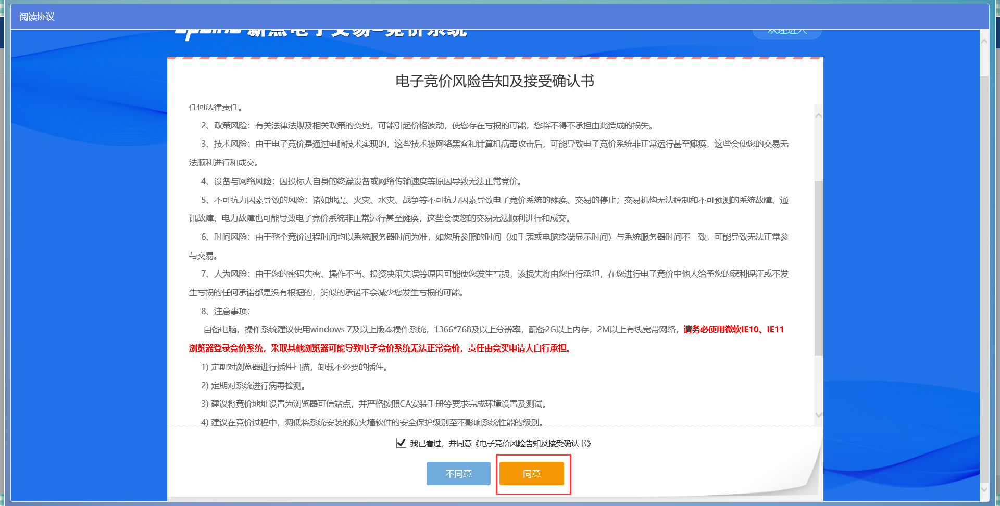 阅读协议
epoint 新点电子交易-竞价系统
欢迎进入
电子竞价风险告知及接受确认书
任何法律责任。
2、政策风险：有关法律法规及相关政策的变更，可能引起价格波动，使您存在亏损的可能，您将不得不承担由此造成的损失。
3、技术风险：由于电子竞价是通过电脑技术实现的，这些技术被网络黑客和计算机病毒攻击后，可能导致电子竞价系统非正常运行甚至瘫痪，这些会使您的交易无
法顺利进行和成交。
4、设备与网络风险：因投标人自身的终端设备或网络传输速度等原因导致无法正常竞价。
5、不可抗力因素导致的风险：诸如地震、火灾、水灾、战争等不可抗力因素导致电子竞价系统的瘫痪、交易的停止；交易机构无法控制和不可预测的系统故障、通
讯故障、电力故障也可能导致电子竞价系统非正常运行甚至瘫痪，这些会使您的交易无法顺利进行和成交。
6、时间风险：由于整个竞价过程时间均以系统服务器时间为准，如您所参照的时间（如手表或电脑终端显示时间）与系统服务器时间不一致，可能导致无法正常参
与交易。
7、人为风险：由于您的密码失密、操作不当、投资决策失误等原因可能使您发生亏损，该损失将由您自行承担，在您进行电子竞价中他人给予您的获利保证或不发
生亏损的任何承诺都是没有根据的，类似的承诺不会减少您发生亏损的可能。
8、注意事项：
自备电脑，操作系统建议使用windows 7及以上版本操作系统，1366*768及以上分辨率，配备2G以上内存，2M以上有线宽带网络，请务必使用微软IE10、IE11
浏览器登录竞价系统，采取其他浏览器可能导致电子竞价系统无法正常竞价，责任由竞买申请人自行承担。
1) 定期对浏览器进行插件扫描，卸载不必要的插件。
2) 定期对系统进行病毒检测。
3) 建议将竞价地址设置为浏览器可信站点，并严格按照CA安装手册等要求完成环境设置及测试。
4) 建议在竞价过程中，调低将系统安装的防火墙软件的安全保护级别至不影响系统性能的级别。
我已看过，并同意《电子竞价风险告知及接受确认书》
不同意
同意